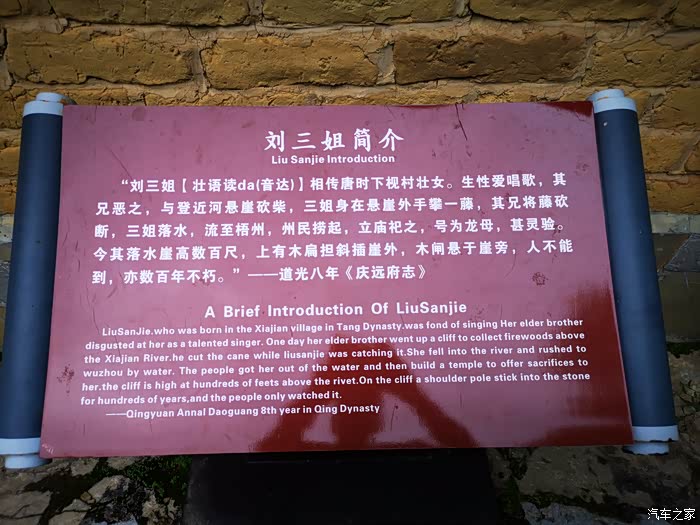 刘三姐简介
Liu Sanjie Introduction
“刘三姐【壮语读da(音达)】相传唐时下枧村壮女。生性爱唱歌，其
兄恶之，与登近河悬崖砍柴，三姐身在悬崖外手攀一藤，其兄将藤砍
断，三姐落水，流至梧州，州民捞起，立庙祀之，号为龙母，甚灵验。
今其落水崖高数百尺，上有木扁担斜插崖外，木闸悬于崖旁，人不能
到，亦数百年不朽。”——道光八年《庆远府志》
A Brief Introduction Of LiuSanjie
LiuSanJie.who was born in the Xiajian village in Tang Dynasty.was fond of singing Her elder brother
disgusted at her as a talented singer. One day her elder brother went up a cliff to collect firewoods above
the Xiajian River.he cut the cane while liusanjie was catching it.She fell into the river and rushed to
wuzhou by water. The people got her out of the water and then build a temple to offer sacrifices to
her.the cliff is high at hundreds of feets above the rivet.On the cliff a shoulder pole stick into the stone
for hundreds of years,and the people only watched it.
——Qingyuan Annal Daoguang 8th year in Qing Dynasty
汽车之家